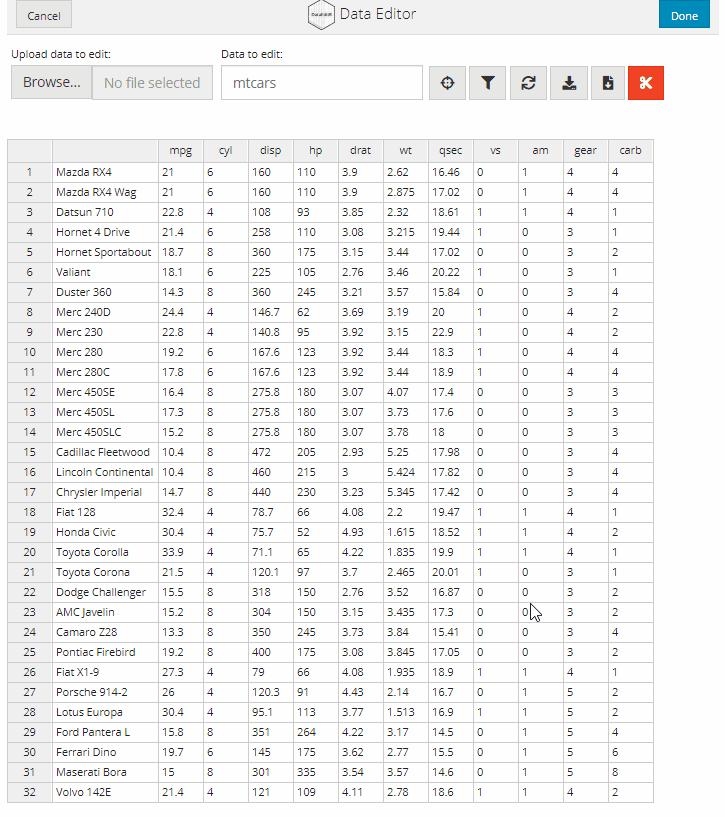 Cancel DataEditR Data Editor Done
Upload data to edit: Data to edit:
Browse... No file selected mtcars
mpg cyl disp hp drat wt qsec vs am gear carb
1 Mazda RX4 21 6 160 110 3.9 2.62 16.46 0 1 4 4
2 Mazda RX4 Wag 21 6 160 110 3.9 2.875 17.02 0 1 4 4
3 Datsun 710 22.8 4 108 93 3.85 2.32 18.61 1 1 4 1
4 Hornet 4 Drive 21.4 6 258 110 3.08 3.215 19.44 1 0 3 1
5 Hornet Sportabout 18.7 8 360 175 3.15 3.44 17.02 0 0 3 2
6 Valiant 18.1 6 225 105 2.76 3.46 20.22 1 0 3 1
7 Duster 360 14.3 8 360 245 3.21 3.57 15.84 0 0 3 4
8 Merc 240D 24.4 4 146.7 62 3.69 3.19 20 1 0 4 2
9 Merc 230 22.8 4 140.8 95 3.92 3.15 22.9 1 0 4 2
10 Merc 280 19.2 6 167.6 123 3.92 3.44 18.3 1 0 4 4
11 Merc 280C 17.8 6 167.6 123 3.92 3.44 18.9 1 0 4 4
12 Merc 450SE 16.4 8 275.8 180 3.07 4.07 17.4 0 0 3 3
13 Merc 450SL 17.3 8 275.8 180 3.07 3.73 17.6 0 0 3 3
14 Merc 450SLC 15.2 8 275.8 180 3.07 3.78 18 0 0 3 3
15 Cadillac Fleetwood 10.4 8 472 205 2.93 5.25 17.98 0 0 3 4
16 Lincoln Continental 10.4 8 460 215 3 5.424 17.82 0 0 3 4
17 Chrysler Imperial 14.7 8 440 230 3.23 5.345 17.42 0 0 3 4
18 Fiat 128 32.4 4 78.7 66 4.08 2.2 19.47 1 1 4 1
19 Honda Civic 30.4 4 75.7 52 4.93 1.615 18.52 1 1 4 2
20 Toyota Corolla 33.9 4 71.1 65 4.22 1.835 19.9 1 1 4 1
21 Toyota Corona 21.5 4 120.1 97 3.7 2.465 20.01 1 0 3 1
22 Dodge Challenger 15.5 8 318 150 2.76 3.52 16.87 0 0 3 2
23 AMC Javelin 15.2 8 304 150 3.15 3.435 17.3 0 0 3 2
24 Camaro Z28 13.3 8 350 245 3.73 3.84 15.41 0 0 3 4
25 Pontiac Firebird 19.2 8 400 175 3.08 3.845 17.05 0 0 3 2
26 Fiat X1-9 27.3 4 79 66 4.08 1.935 18.9 1 1 4 1
27 Porsche 914-2 26 4 120.3 91 4.43 2.14 16.7 0 1 5 2
28 Lotus Europa 30.4 4 95.1 113 3.77 1.513 16.9 1 1 5 2
29 Ford Pantera L 15.8 8 351 264 4.22 3.17 14.5 0 1 5 4
30 Ferrari Dino 19.7 6 145 175 3.62 2.77 15.5 0 1 5 6
31 Maserati Bora 15 8 301 335 3.54 3.57 14.6 0 1 5 8
32 Volvo 142E 21.4 4 121 109 4.11 2.78 18.6 1 1 4 2